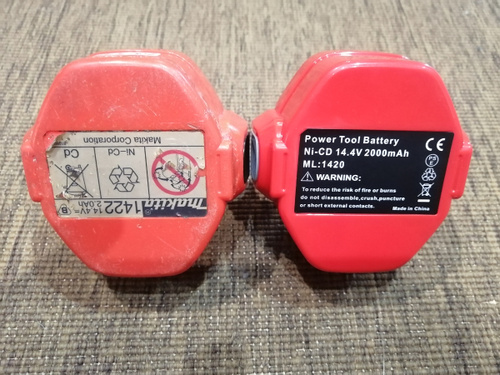 Makita Corporation
Ni-Cd
Cd
makita
1422 14.4V⎓ B
2.0Ah
Power Tool Battery
Ni-CD 14.4V 2000mAh
ML:1420
WARNING:
To reduce the risk of fire or burns
do not disassemble,crush,puncture
or short external contacts.
CE
PS
E
Made in China